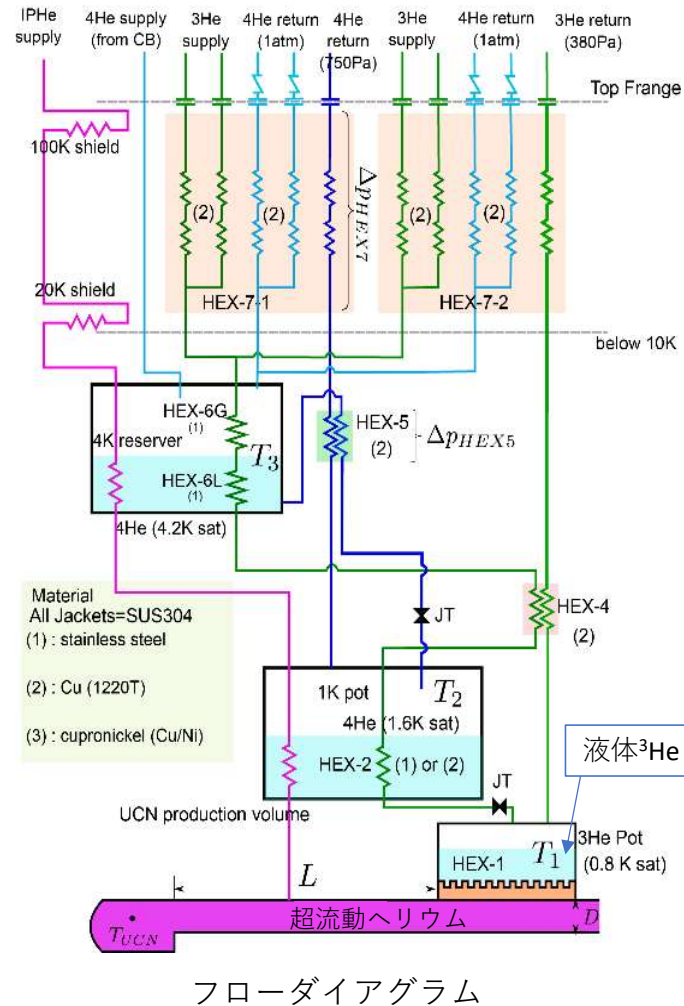 IPHe supply
4He supply (from CB)
3He supply
4He return (1atm)
4He return (750Pa)
3He supply
4He return (1atm)
3He return (380Pa)
Top Frange
100K shield
(2)
(2)
(2)
(2)
ΔpHEX7
20K shield
HEX-7-1
HEX-7-2
below 10K
HEX-6G
(1)
4K reserver
T3
HEX-6L
(1)
HEX-5
(2)
ΔpHEX5
4He (4.2K sat)
Material
All Jackets=SUS304
(1) : stainless steel
(2) : Cu (1220T)
(3) : cupronickel (Cu/Ni)
JT
HEX-4
(2)
1K pot
T2
4He (1.6K sat)
HEX-2
(1) or (2)
JT
液体³He
UCN production volume
3He Pot
(0.8 K sat)
HEX-1
T1
L
超流動ヘリウム
D
TUCN
フローダイアグラム